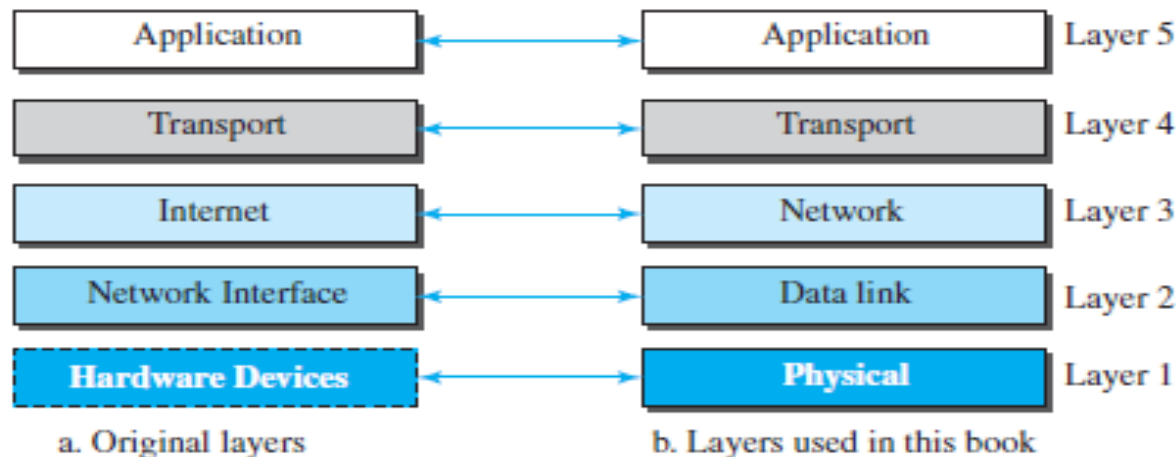 Application Application Layer 5
Transport Transport Layer 4
Internet Network Layer 3
Network Interface Data link Layer 2
Hardware Devices Physical Layer 1
a. Original layers b. Layers used in this book